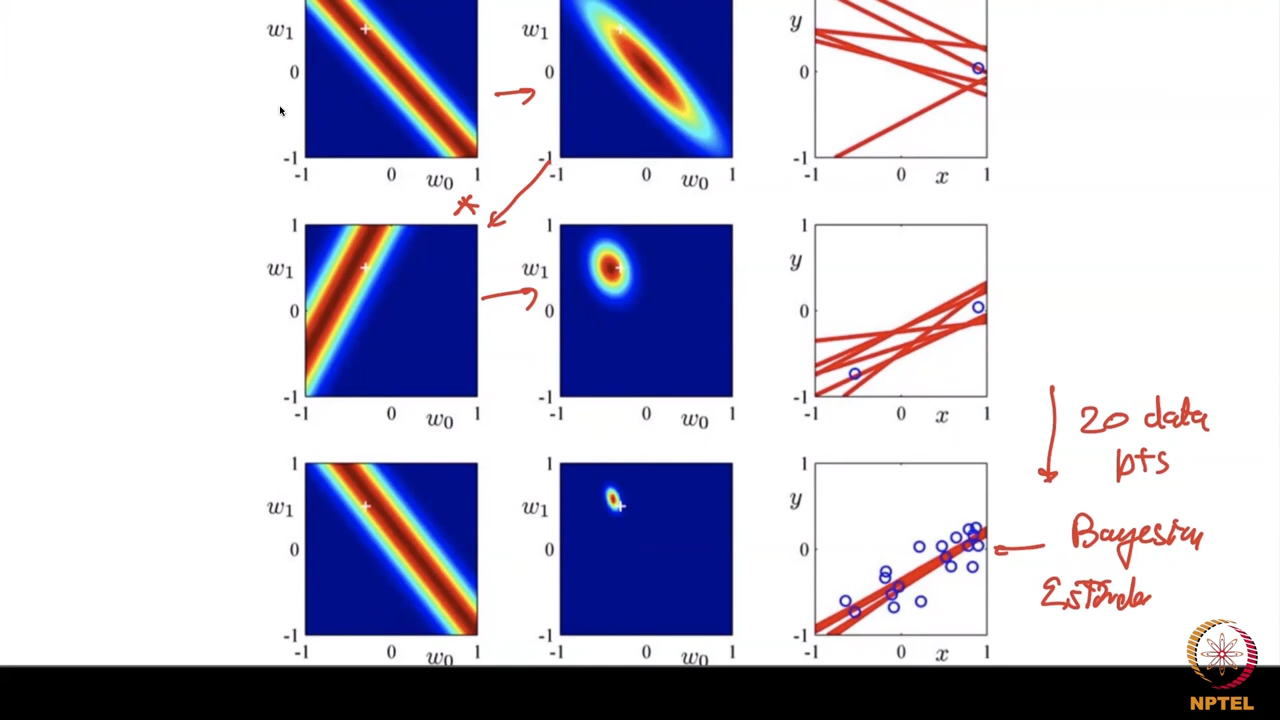 w1 0 -1
-1 0 w0 1
w1 0 -1
-1 0 w0 1
y 0 -1
-1 0 x 1
*
1 w1 0 -1
-1 0 w0 1
1 w1 0 -1
-1 0 w0 1
1 y 0 -1
-1 0 x 1
20 data
pts
1 w1 0 -1
-1 0 w0 1
1 w1 0 -1
-1 0 w0 1
1 y 0 -1
-1 0 x 1
Bayesian
NPTEL